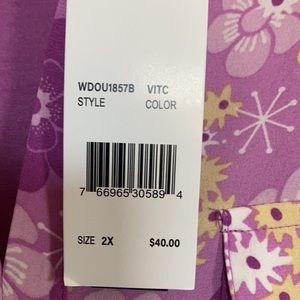 WDOU1857B VITC
STYLE COLOR
7 66965 30589 4
SIZE 2X $40.00